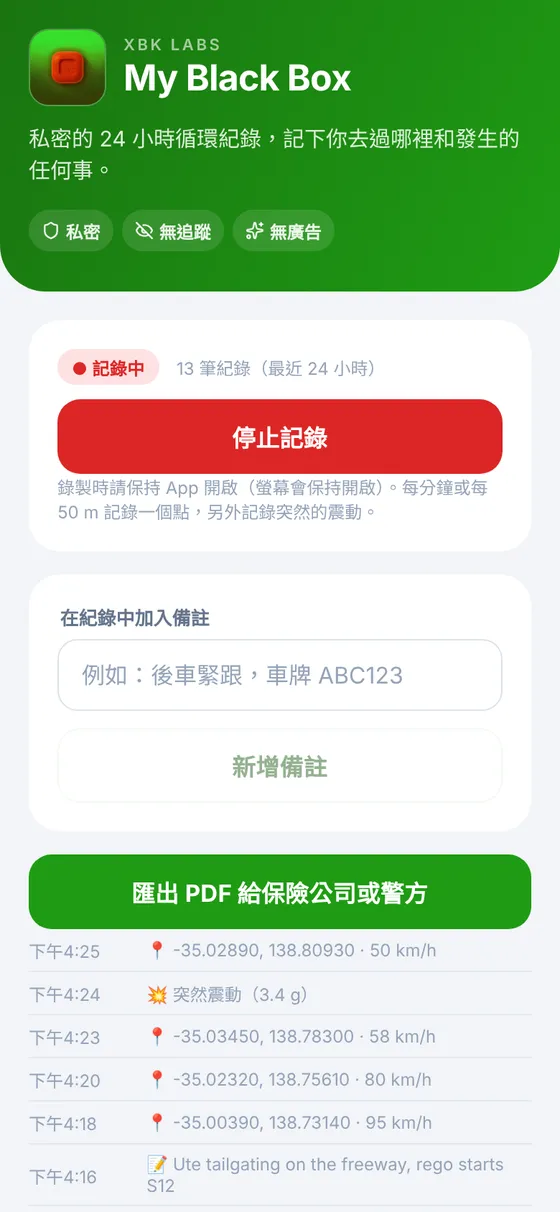 XBK LABS
My Black Box
私密的 24 小時循環紀錄，記下你去過哪裡和發生的
任何事。
私密
無追蹤
無廣告
記錄中
13 筆紀錄（最近 24 小時）
停止記錄
錄製時請保持 App 開啟（螢幕會保持開啟）。每分鐘或每
50 m 記錄一個點，另外記錄突然的震動。
在紀錄中加入備註
例如：後車緊跟，車牌 ABC123
新增備註
匯出 PDF 給保險公司或警方
下午4:25 📍 -35.02890, 138.80930 · 50 km/h
下午4:24 💥 突然震動（3.4 g）
下午4:23 📍 -35.03450, 138.78300 · 58 km/h
下午4:20 📍 -35.02320, 138.75610 · 80 km/h
下午4:18 📍 -35.00390, 138.73140 · 95 km/h
下午4:16 📝 Ute tailgating on the freeway, rego starts
S12